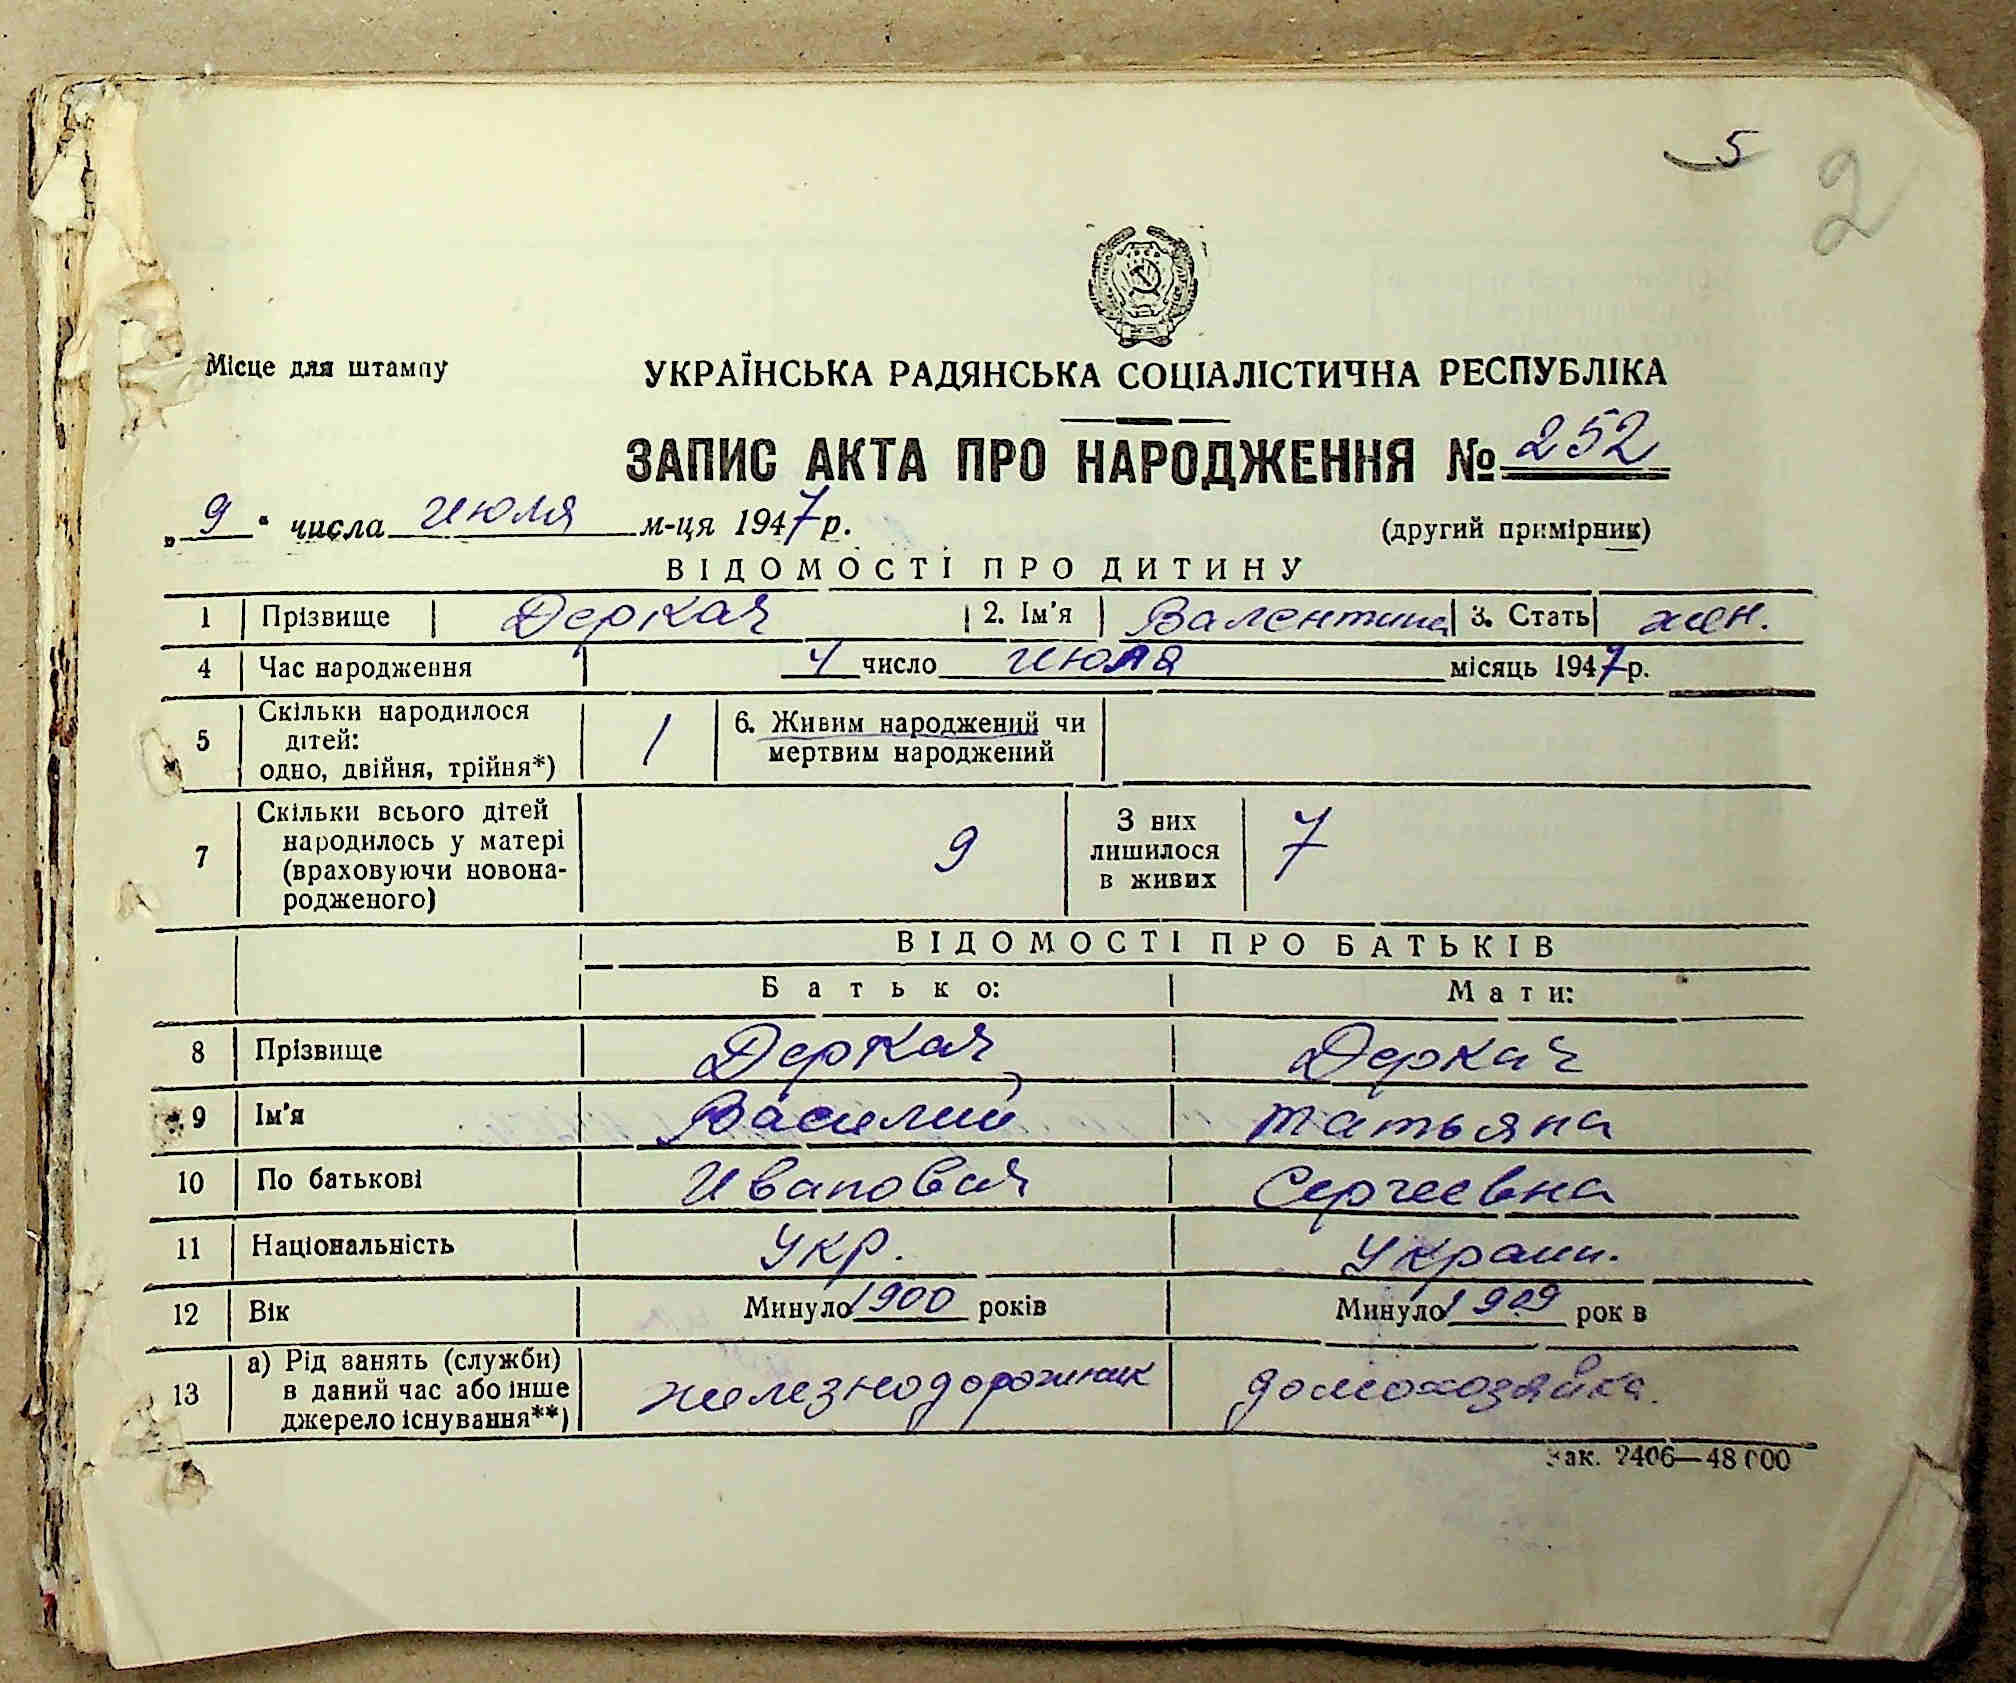 5
2
Місце для штампу
УКРАЇНСЬКА РАДЯНСЬКА СОЦІАЛІСТИЧНА РЕСПУБЛІКА
ЗАПИС АКТА ПРО НАРОДЖЕННЯ № 252
„ 9 " числа июля м-ця 1947 р.
(другий примірник)
ВІДОМОСТІ ПРО ДИТИНУ
1 Прізвище Деркач 2. Ім'я Валентина 3. Стать жен.
4 Час народження 4 число июля місяць 1947 р.
5 Скільки народилося
дітей:
одно, двійня, трійня*)
1
6. Живим народжений чи
мертвим народжений
7 Скільки всього дітей
народилось у матері
(враховуючи новона-
родженого)
9
З них
лишилося
в живих
7
ВІДОМОСТІ ПРО БАТЬКІВ
Батько: Мати:
8 Прізвище Деркач Деркач
9 Ім'я Василий Татьяна
10 По батькові Иванович Сергеевна
11 Національність Укр. Украин.
12 Вік Минуло 1900 років Минуло 1909 рок в
13 а) Рід занять (служби)
в даний час або інше
джерело існування**)
железнодорожник домохозяйка.
Зак. 2406—48 000